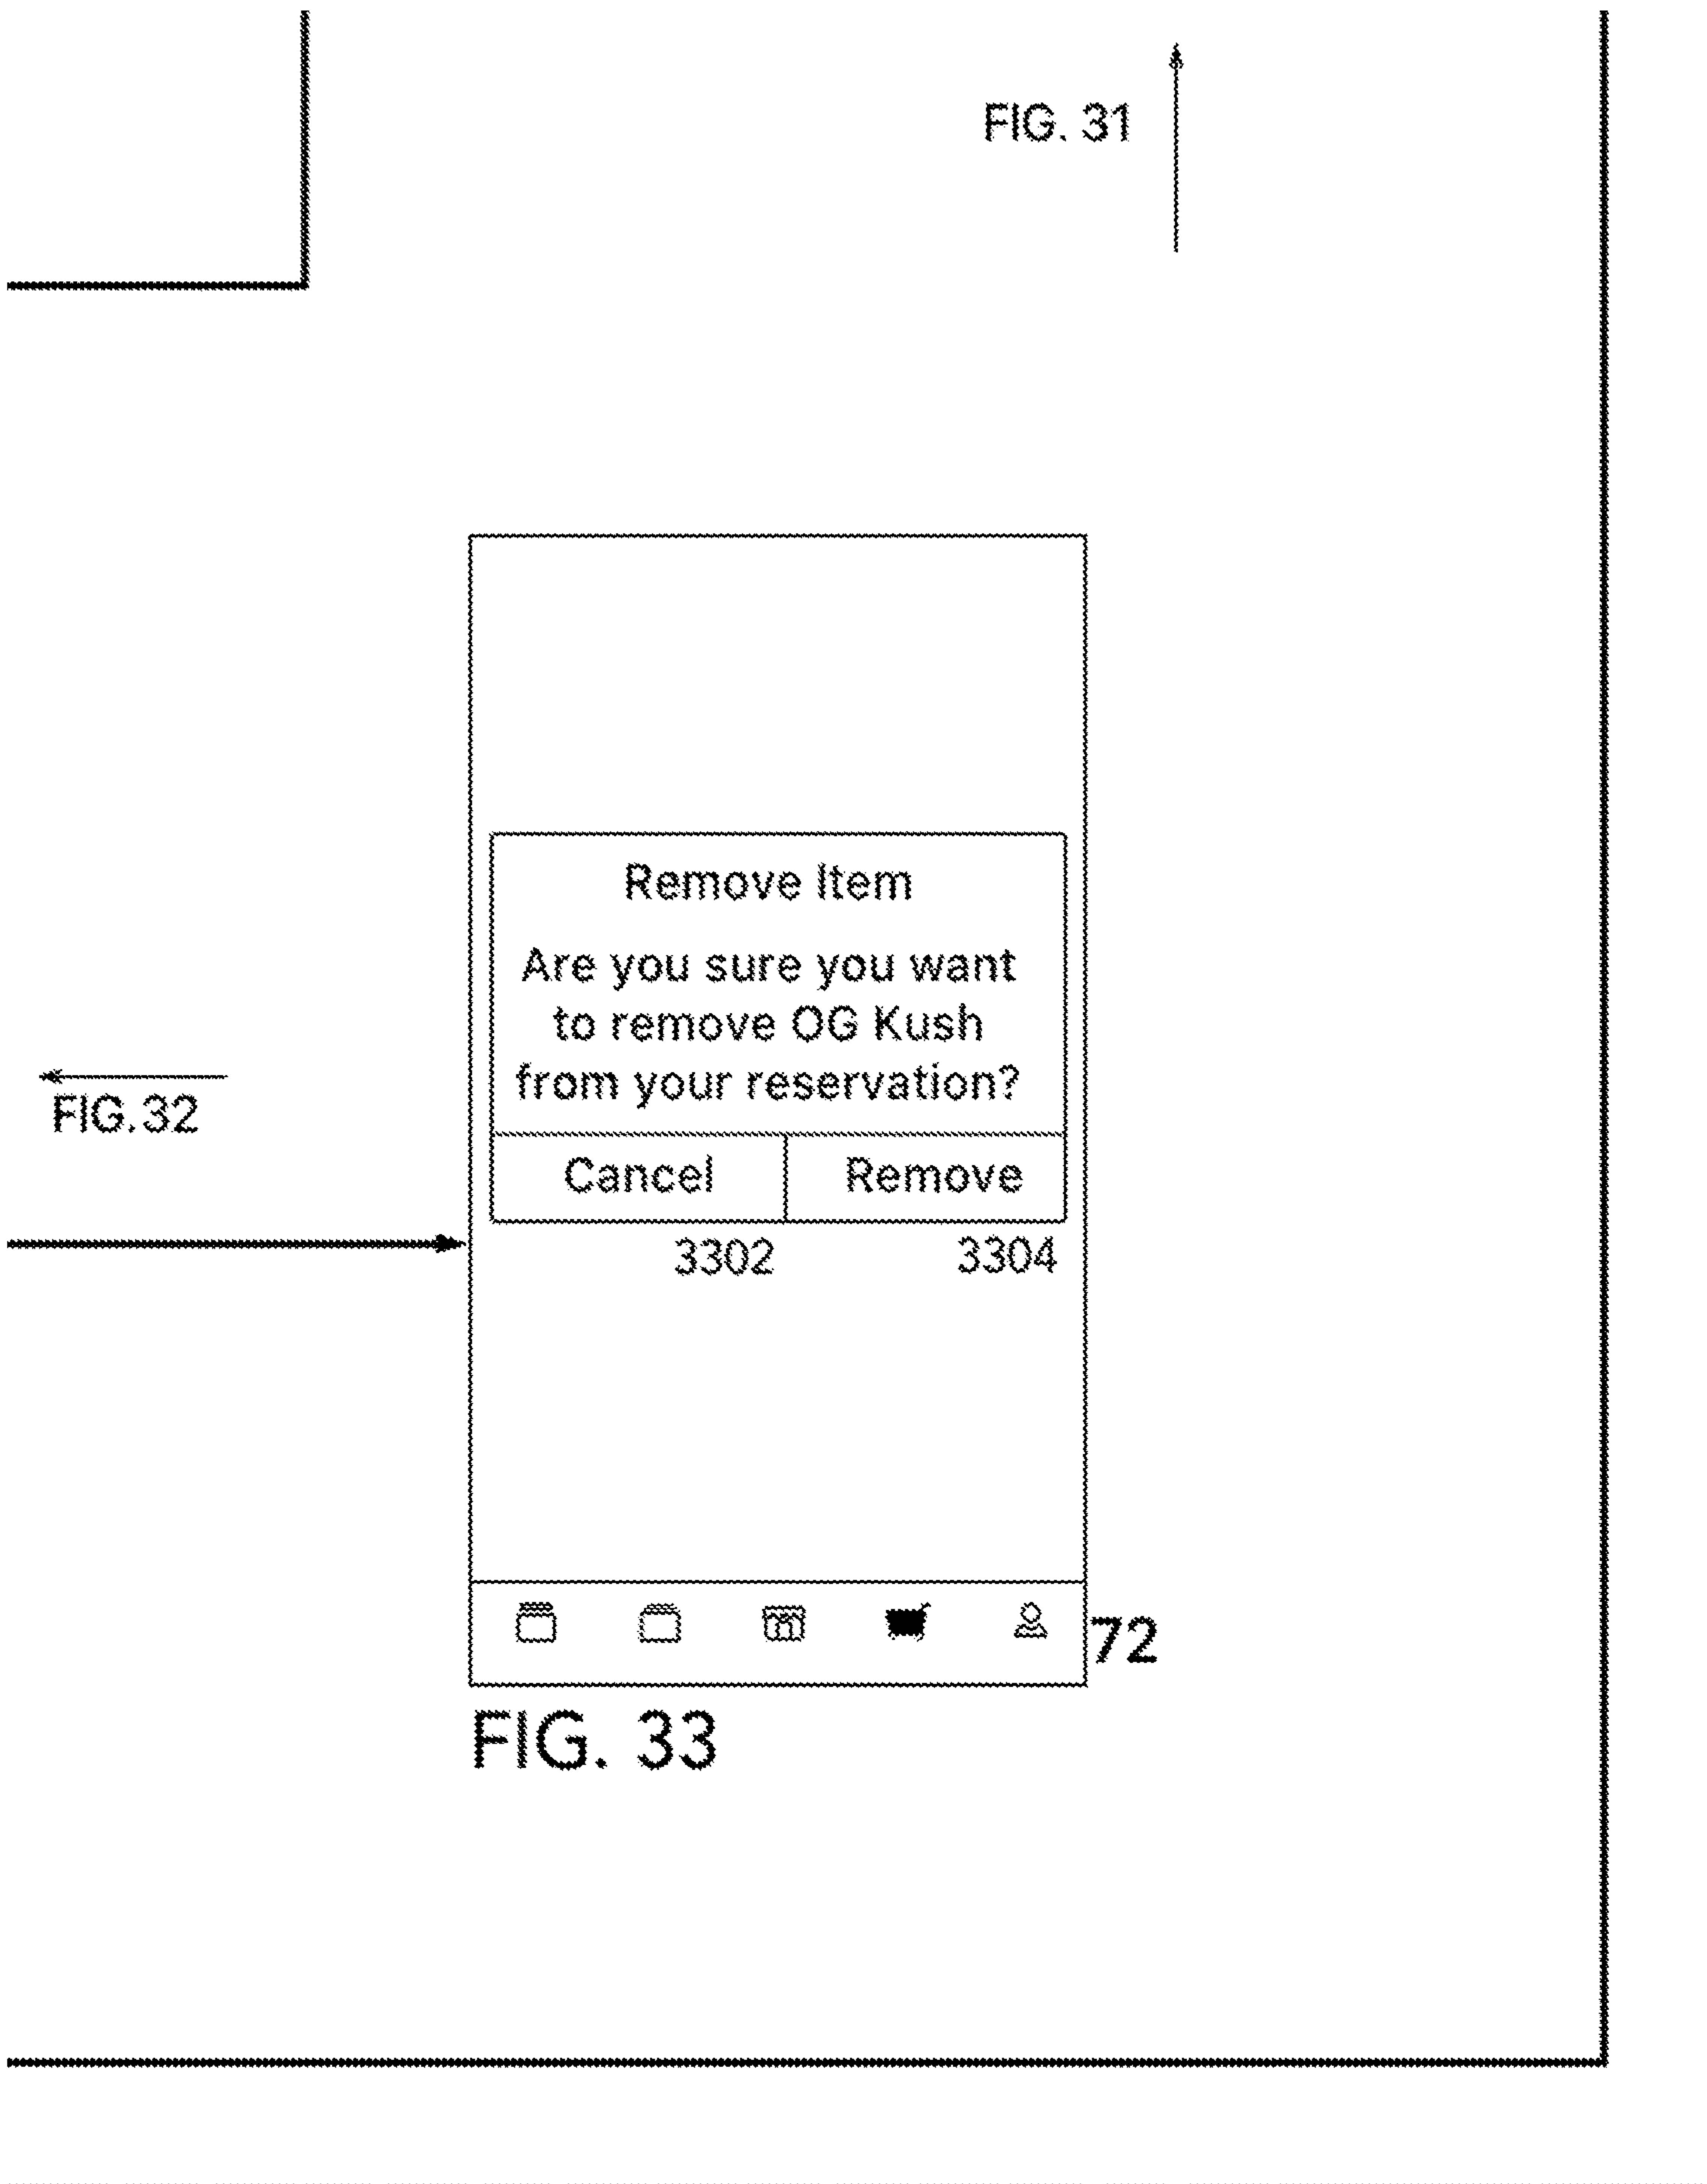 FIG. 31
Remove Item
Are you sure you want
to remove OG Kush
from your reservation?
FIG.32
Cancel
Remove
3302
3304
72
FIG. 33